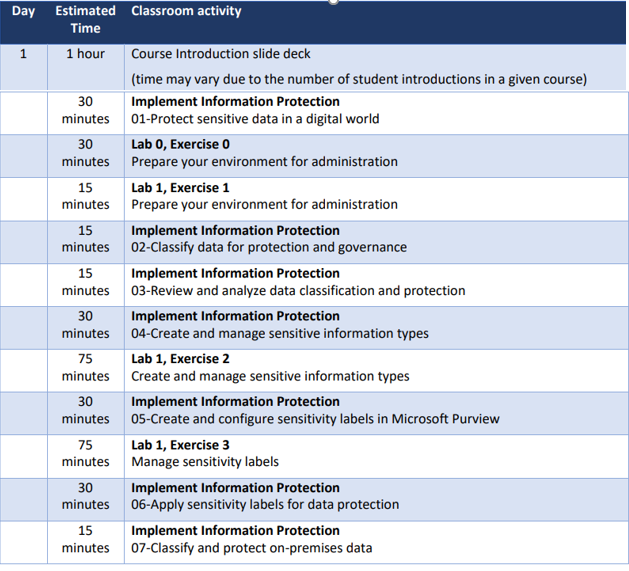 Day Estimated Time Classroom activity
1 1 hour Course Introduction slide deck
(time may vary due to the number of student introductions in a given course)
30 minutes Implement Information Protection
01-Protect sensitive data in a digital world
30 minutes Lab 0, Exercise 0
Prepare your environment for administration
15 minutes Lab 1, Exercise 1
Prepare your environment for administration
15 minutes Implement Information Protection
02-Classify data for protection and governance
15 minutes Implement Information Protection
03-Review and analyze data classification and protection
30 minutes Implement Information Protection
04-Create and manage sensitive information types
75 minutes Lab 1, Exercise 2
Create and manage sensitive information types
30 minutes Implement Information Protection
05-Create and configure sensitivity labels in Microsoft Purview
75 minutes Lab 1, Exercise 3
Manage sensitivity labels
30 minutes Implement Information Protection
06-Apply sensitivity labels for data protection
15 minutes Implement Information Protection
07-Classify and protect on-premises data